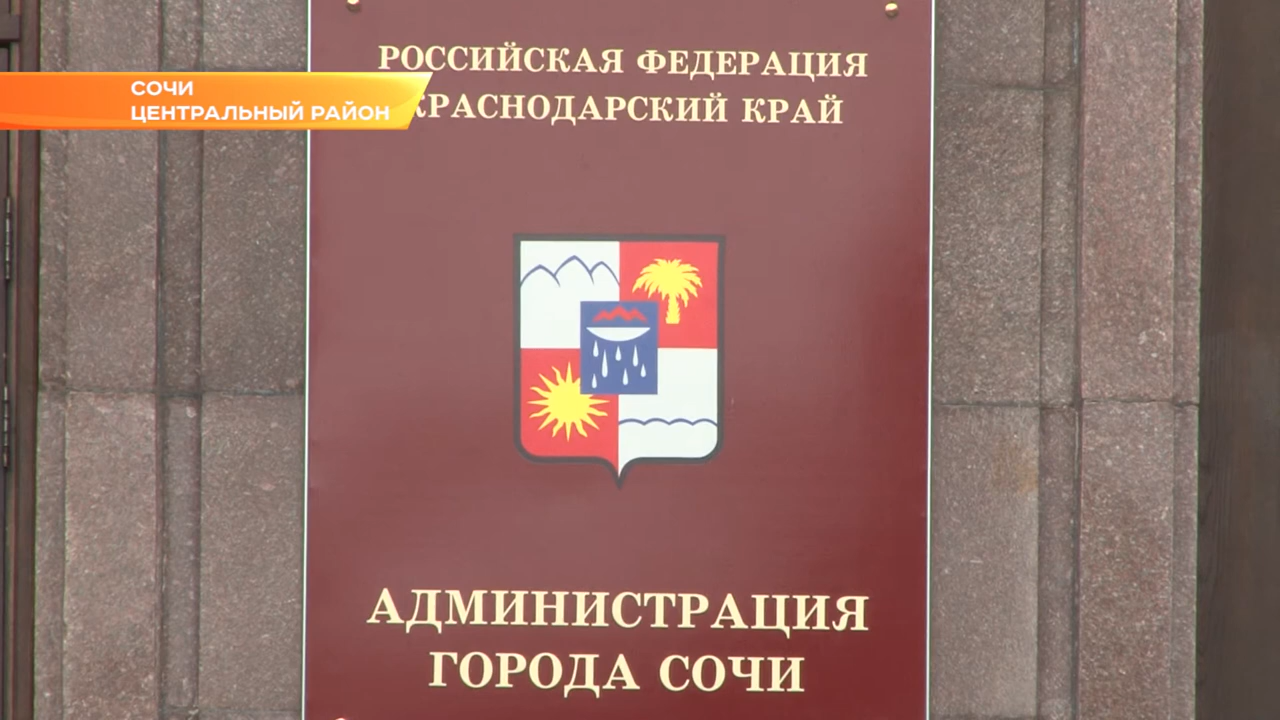 РОССИЙСКАЯ ФЕДЕРАЦИЯ
КРАСНОДАРСКИЙ КРАЙ
СОЧИ
ЦЕНТРАЛЬНЫЙ РАЙОН
АДМИНИСТРАЦИЯ
ГОРОДА СОЧИ